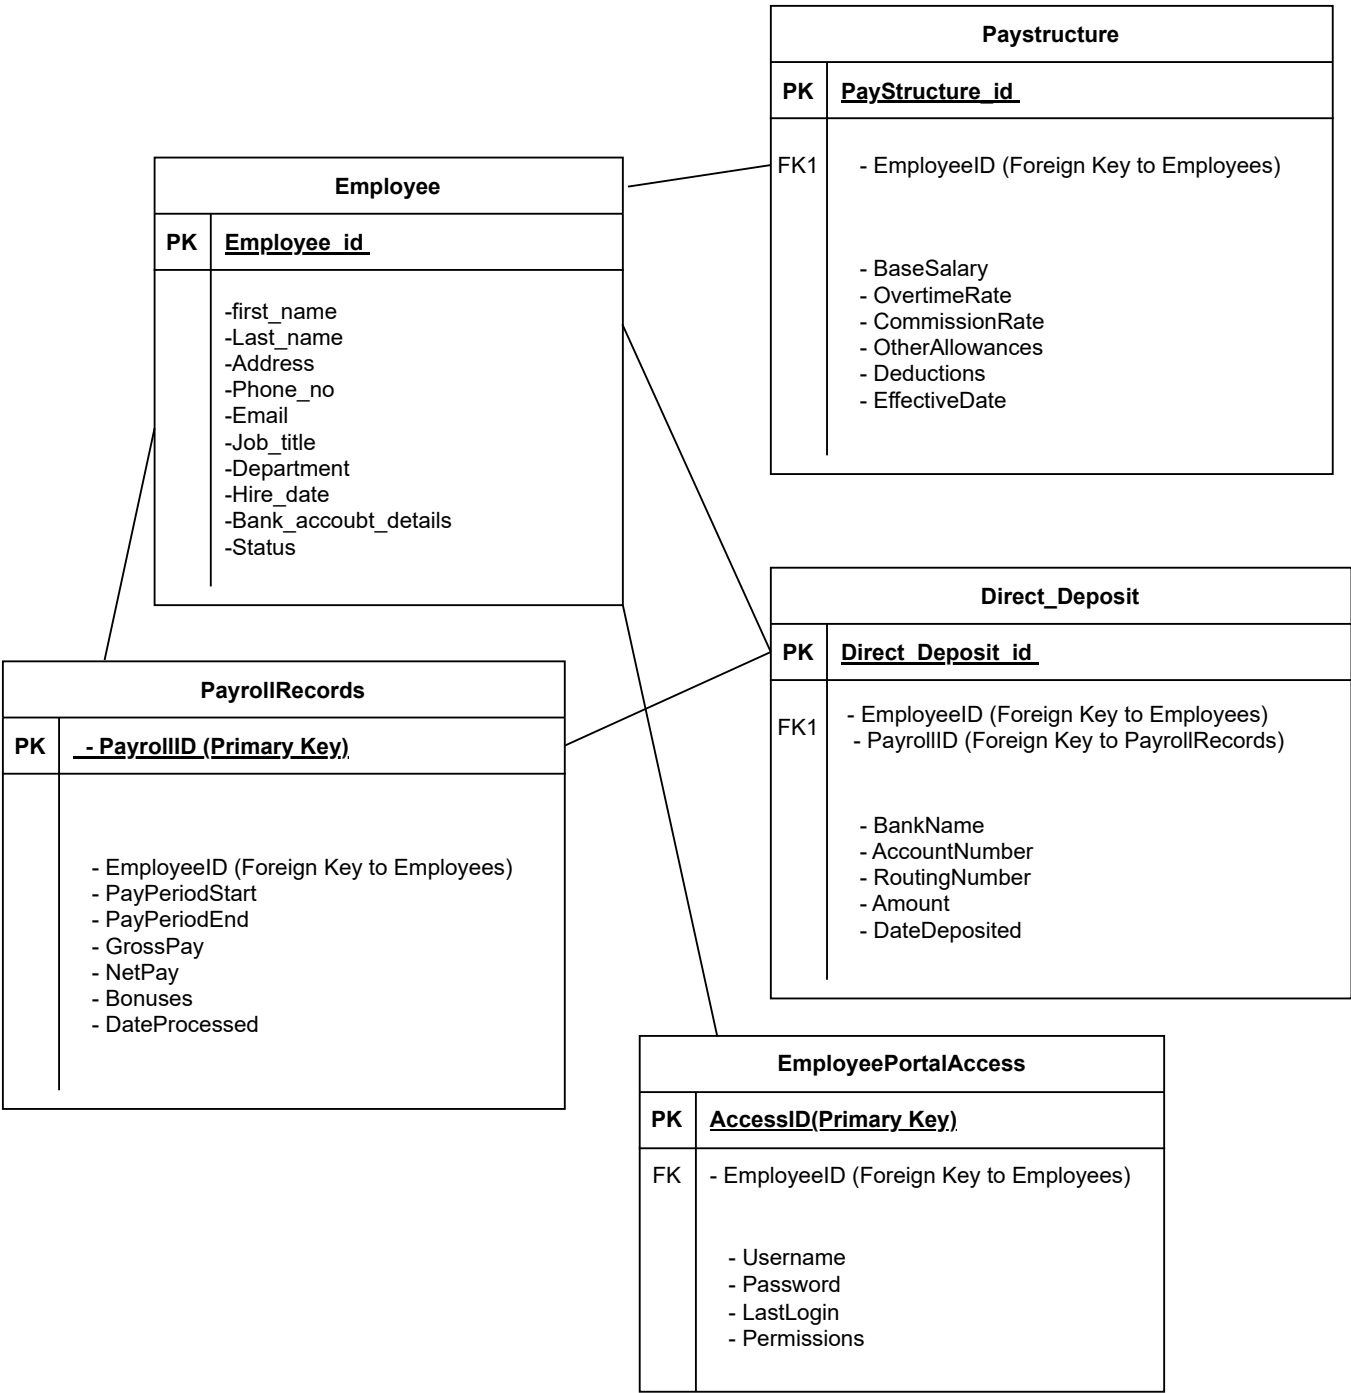 Paystructure
PK PayStructure_id
FK1 - EmployeeID (Foreign Key to Employees)
- BaseSalary
- OvertimeRate
- CommissionRate
- OtherAllowances
- Deductions
- EffectiveDate
Employee
PK Employee_id
-first_name
-Last_name
-Address
-Phone_no
-Email
-Job_title
-Department
-Hire_date
-Bank_accoubt_details
-Status
Direct_Deposit
PK Direct_Deposit_id
FK1 - EmployeeID (Foreign Key to Employees)
- PayrollID (Foreign Key to PayrollRecords)
- BankName
- AccountNumber
- RoutingNumber
- Amount
- DateDeposited
PayrollRecords
PK - PayrollID (Primary Key)
- EmployeeID (Foreign Key to Employees)
- PayPeriodStart
- PayPeriodEnd
- GrossPay
- NetPay
- Bonuses
- DateProcessed
EmployeePortalAccess
PK AccessID(Primary Key)
FK - EmployeeID (Foreign Key to Employees)
- Username
- Password
- LastLogin
- Permissions